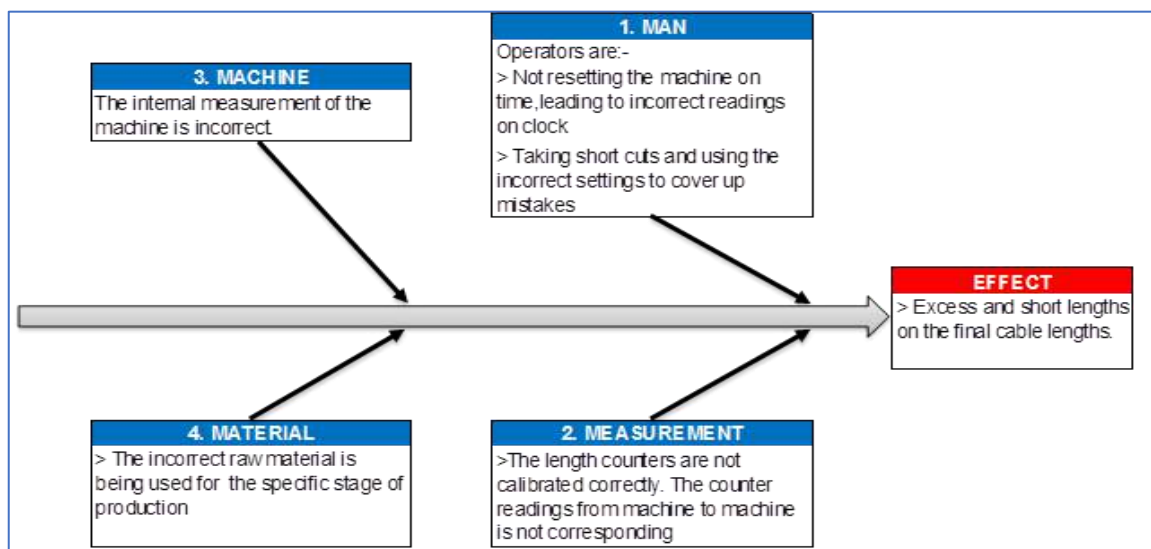 1. MAN
Operators are:-
> Not resetting the machine on
time,leading to incorrect readings
on clock
> Taking short cuts and using the
incorrect settings to cover up
mistakes
3. MACHINE
The internal measurement of the
machine is incorrect
EFFECT
> Excess and short lengths
on the final cable lengths.
4. MATERIAL
> The incorrect raw material is
being used for the specific stage of
production
2. MEASUREMENT
>The length counters are not
calibrated correctly. The counter
readings from machine to machine
is not corresponding